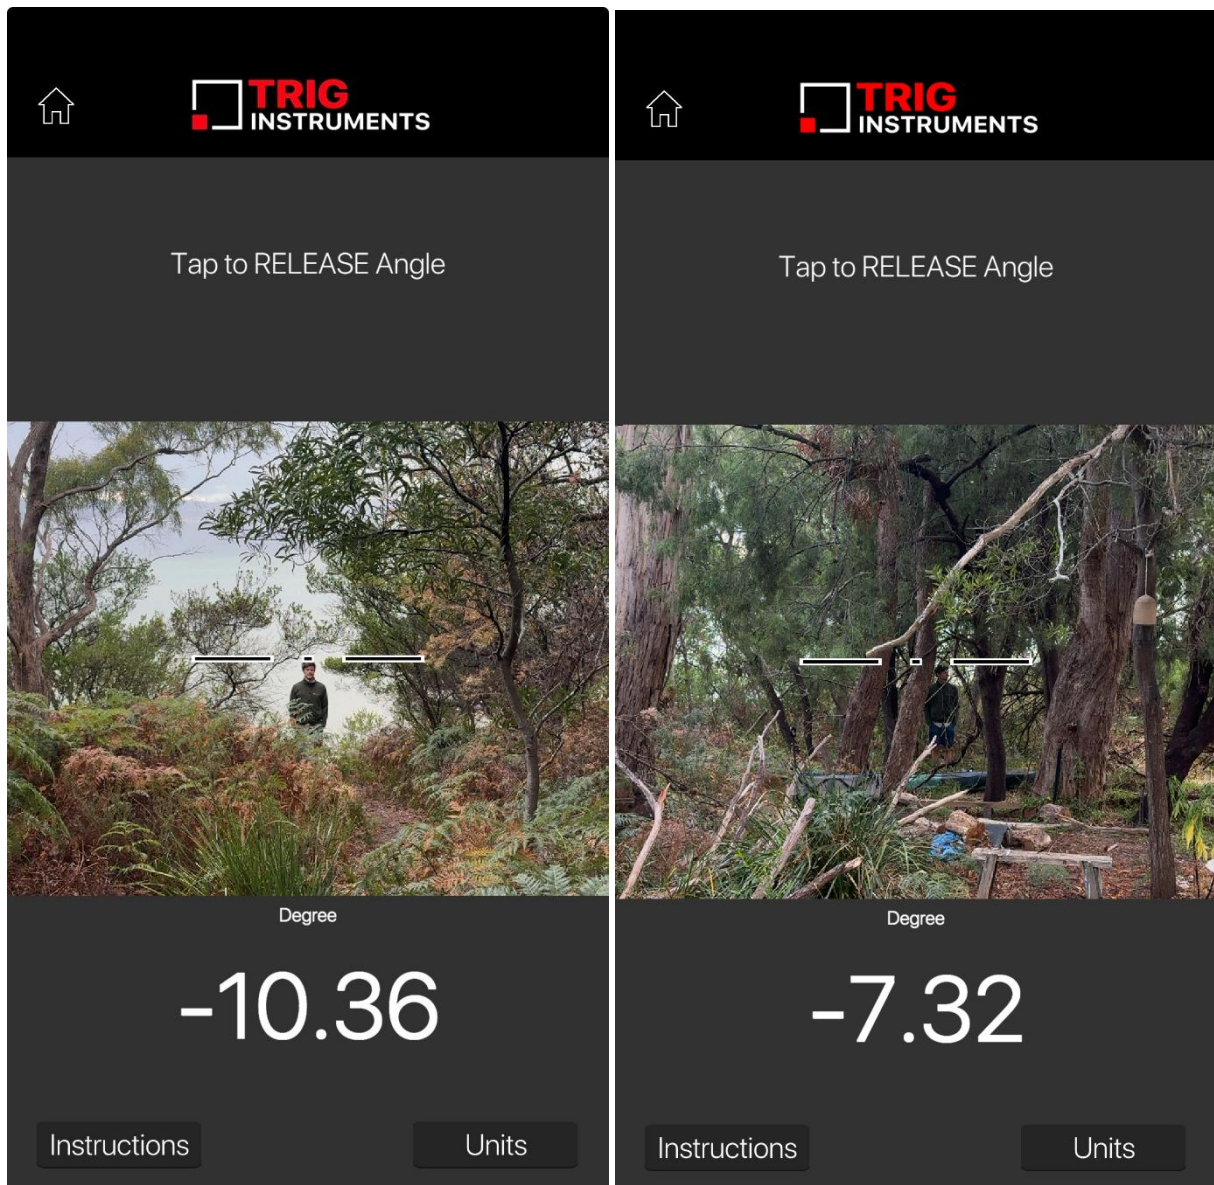 TRIG
INSTRUMENTS
Tap to RELEASE Angle
Degree
-10.36
Instructions
Units
TRIG
INSTRUMENTS
Tap to RELEASE Angle
Degree
-7.32
Instructions
Units